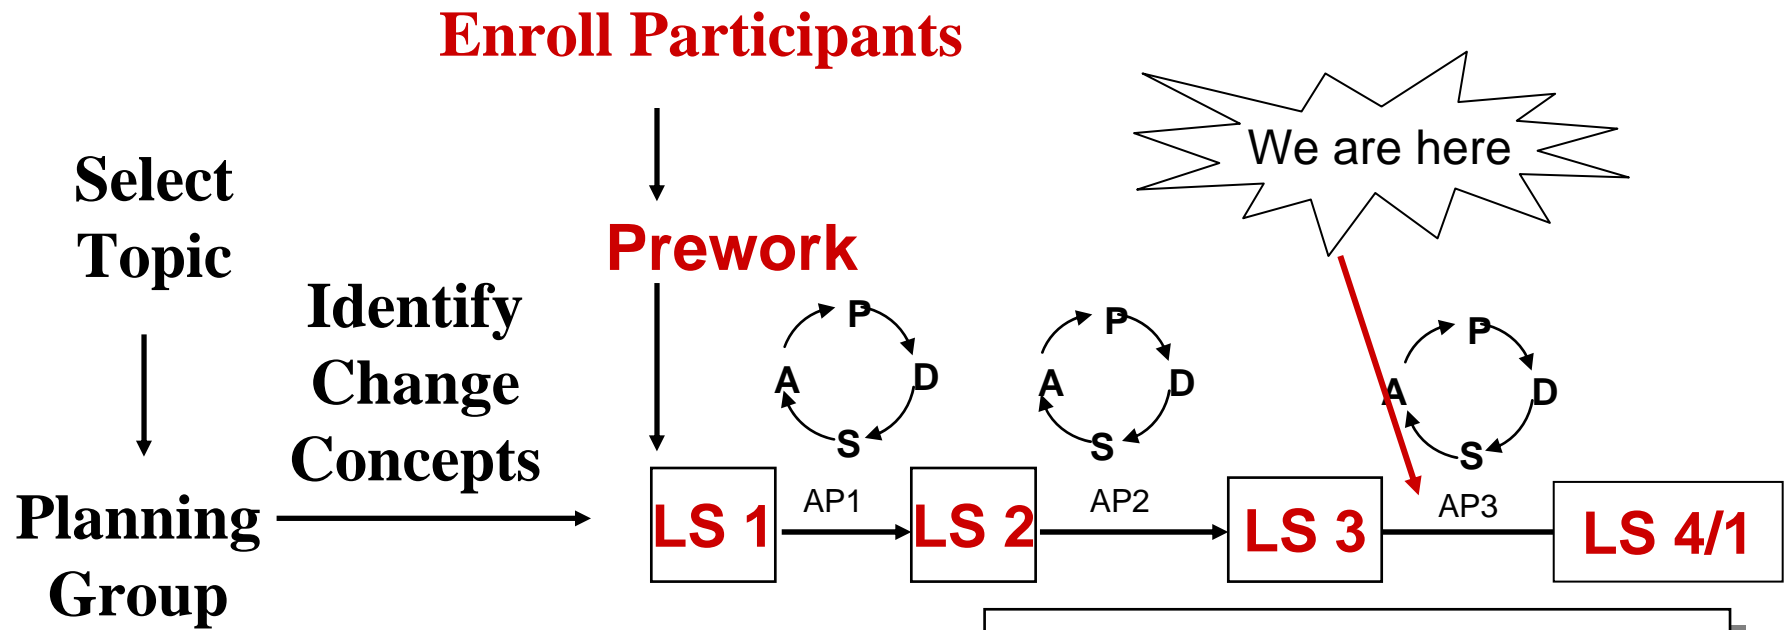 Enroll Participants
We are here
Select
Topic
Prework
Identify
Change
Concepts
P
A
D
S
P
A
D
S
P
A
D
S
Planning
Group
LS 1
AP1
LS 2
AP2
LS 3
AP3
LS 4/1